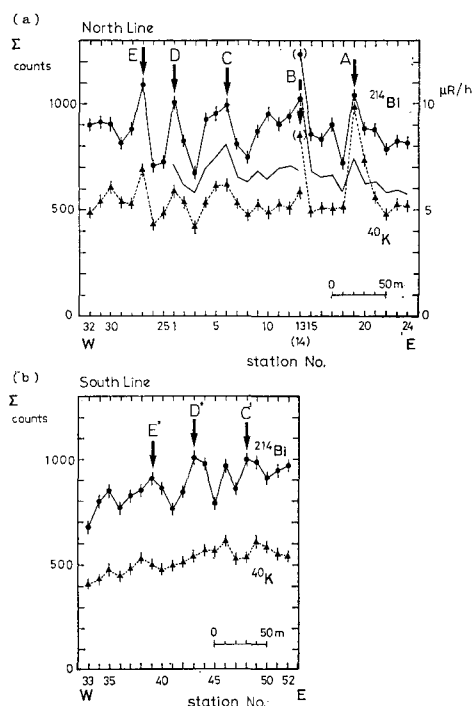 (a)
North Line
Σ
counts
E D C B A
(•)
(▲)
²¹⁴Bi
⁴⁰K
μR/h
1000
500
0
10
5
0
0 50m
32 30 25 1 5 10 13 15 20 24
(14)
W E
station No.
(b)
South Line
Σ
counts
E' D' C'
²¹⁴Bi
⁴⁰K
1000
500
0
0 50m
33 35 40 45 50 52
W E
station No.